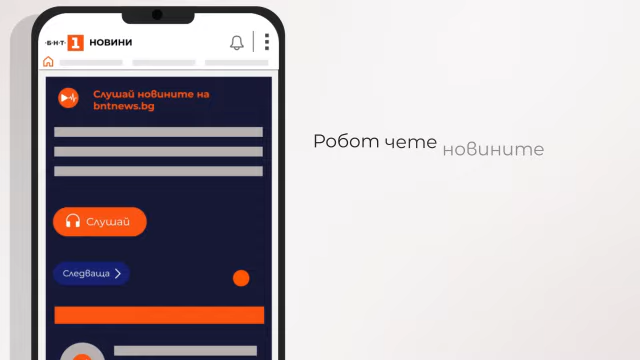 БНТ 1 НОВИНИ
Слушай новините на
bntnews.bg
Слушай
Следваща
Робот чете новините